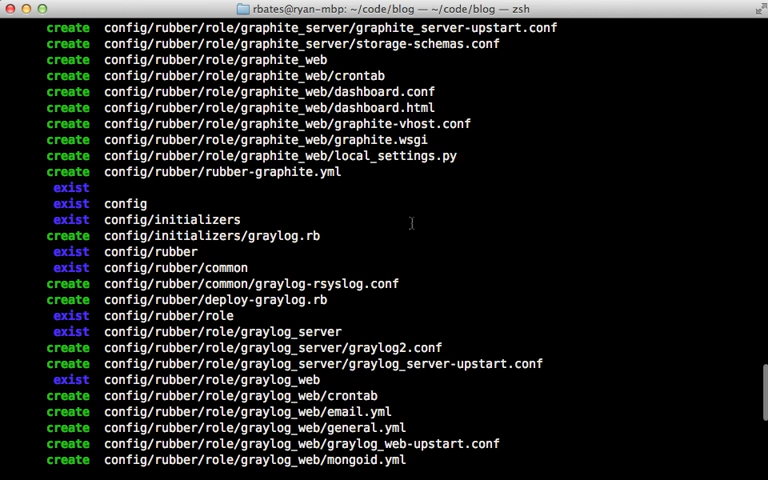 rbates@ryan-mbp: ~/code/blog — ~/code/blog — zsh
create config/rubber/role/graphite_server/graphite_server-upstart.conf
create config/rubber/role/graphite_server/storage-schemas.conf
create config/rubber/role/graphite_web
create config/rubber/role/graphite_web/crontab
create config/rubber/role/graphite_web/dashboard.conf
create config/rubber/role/graphite_web/dashboard.html
create config/rubber/role/graphite_web/graphite-vhost.conf
create config/rubber/role/graphite_web/graphite.wsgi
create config/rubber/role/graphite_web/local_settings.py
create config/rubber/rubber-graphite.yml
exist
exist config
exist config/initializers
create config/initializers/graylog.rb
exist config/rubber
exist config/rubber/common
create config/rubber/common/graylog-rsyslog.conf
create config/rubber/deploy-graylog.rb
exist config/rubber/role
exist config/rubber/role/graylog_server
create config/rubber/role/graylog_server/graylog2.conf
create config/rubber/role/graylog_server/graylog_server-upstart.conf
exist config/rubber/role/graylog_web
create config/rubber/role/graylog_web/crontab
create config/rubber/role/graylog_web/email.yml
create config/rubber/role/graylog_web/general.yml
create config/rubber/role/graylog_web/graylog_web-upstart.conf
create config/rubber/role/graylog_web/mongoid.yml